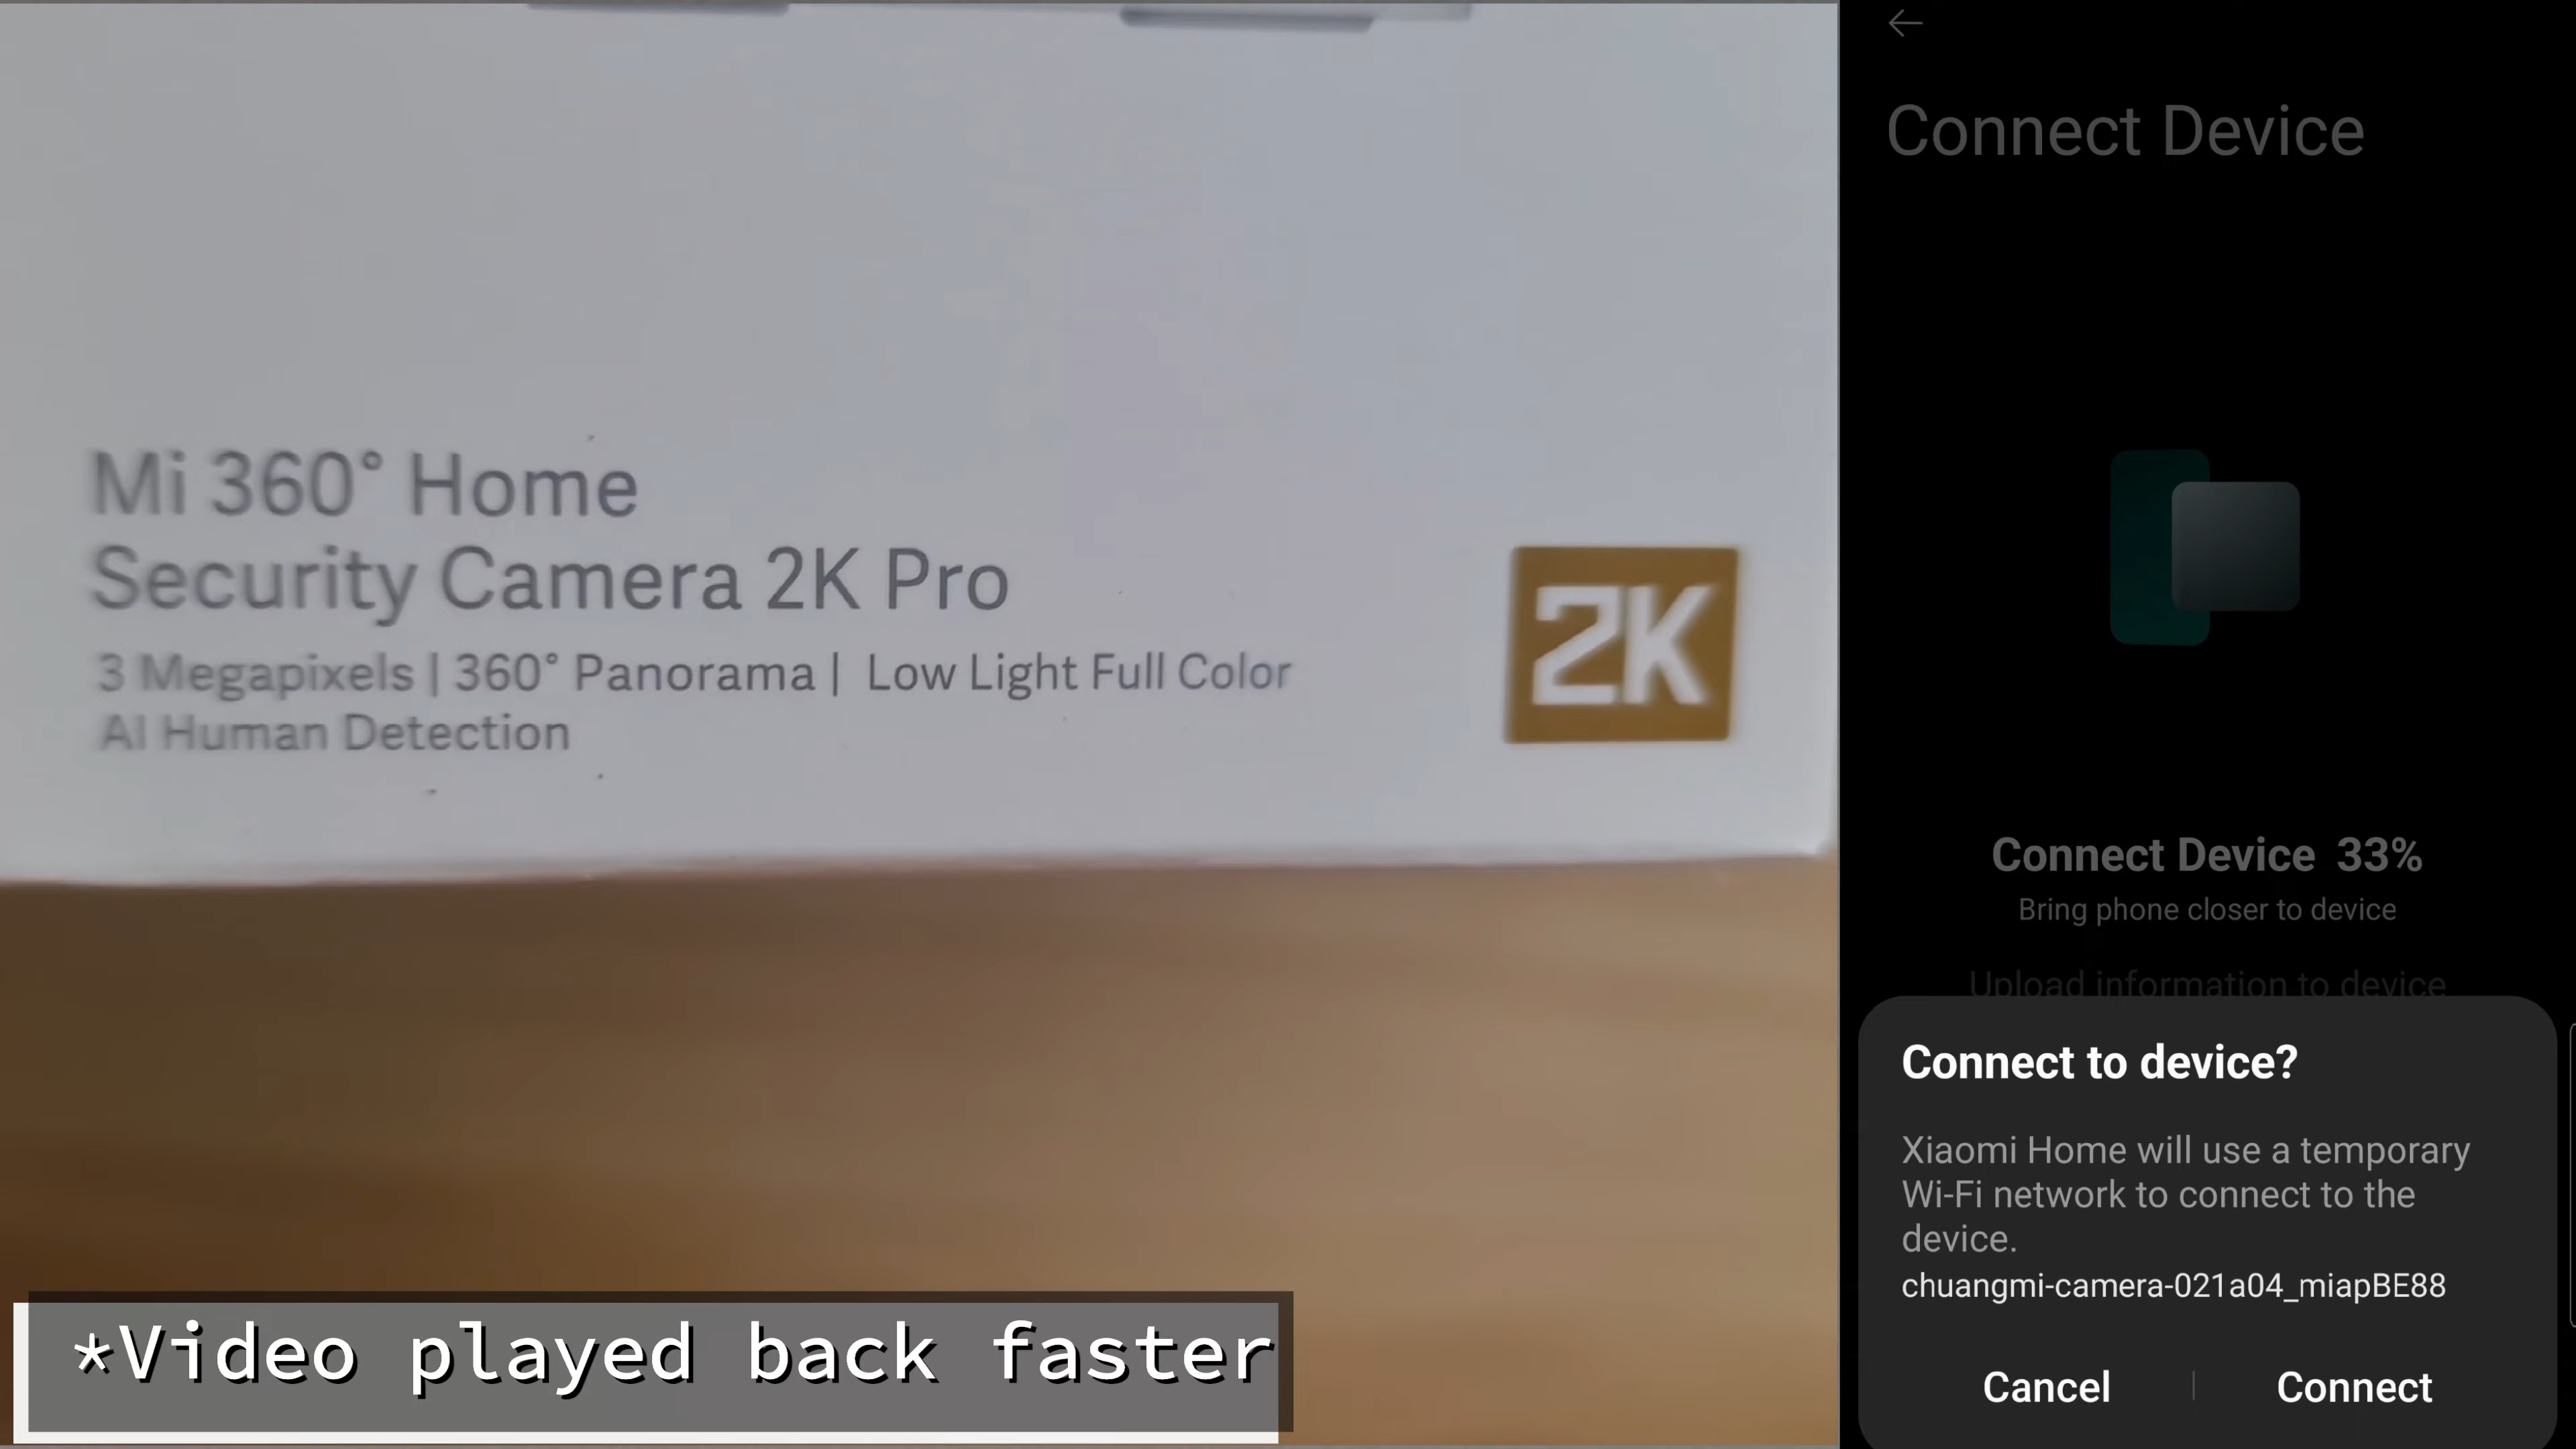 Mi 360° Home
Security Camera 2K Pro
3 Megapixels | 360° Panorama | Low Light Full Color
AI Human Detection
2K
*Video played back faster
Connect Device
Connect Device 33%
Bring phone closer to device
Upload information to device
Connect to device?
Xiaomi Home will use a temporary
Wi-Fi network to connect to the
device.
chuangmi-camera-021a04_miapBE88
Cancel | Connect